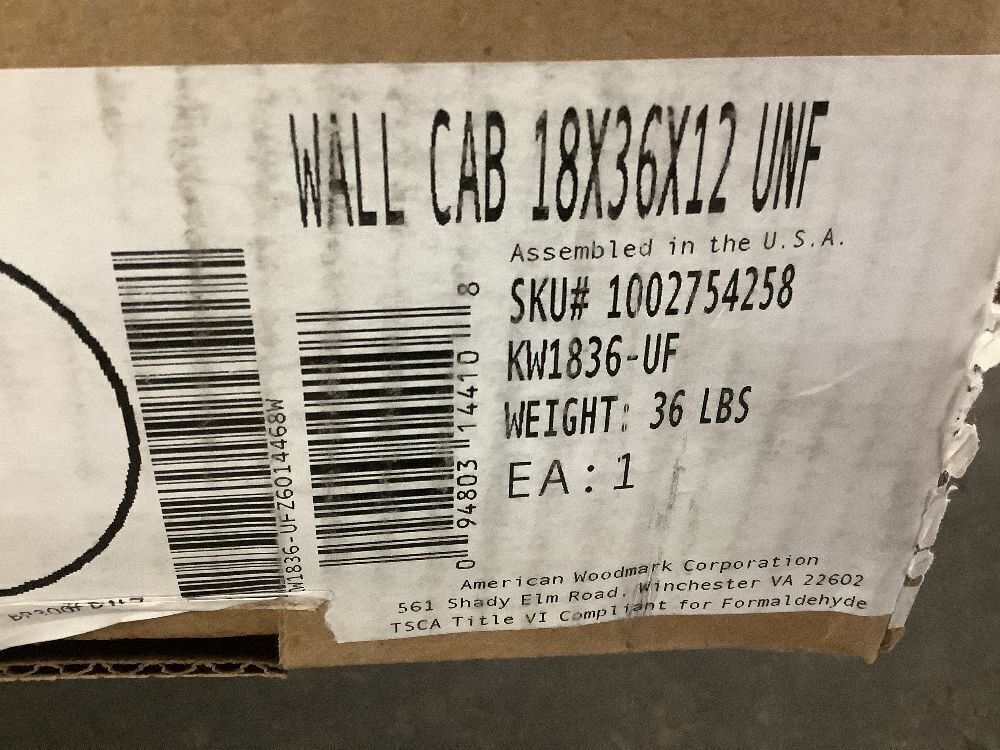 WALL CAB 18X36X12 UNF
Assembled in the U.S.A.
SKU# 1002754258
KW1836-UF
WEIGHT: 36 LBS
EA:1
W1836-UFZ6014468W
0 94803 14410 8
American Woodmark Corporation
561 Shady Elm Road. Winchester VA 22602
TSCA Title VI Compliant for Formaldehyde